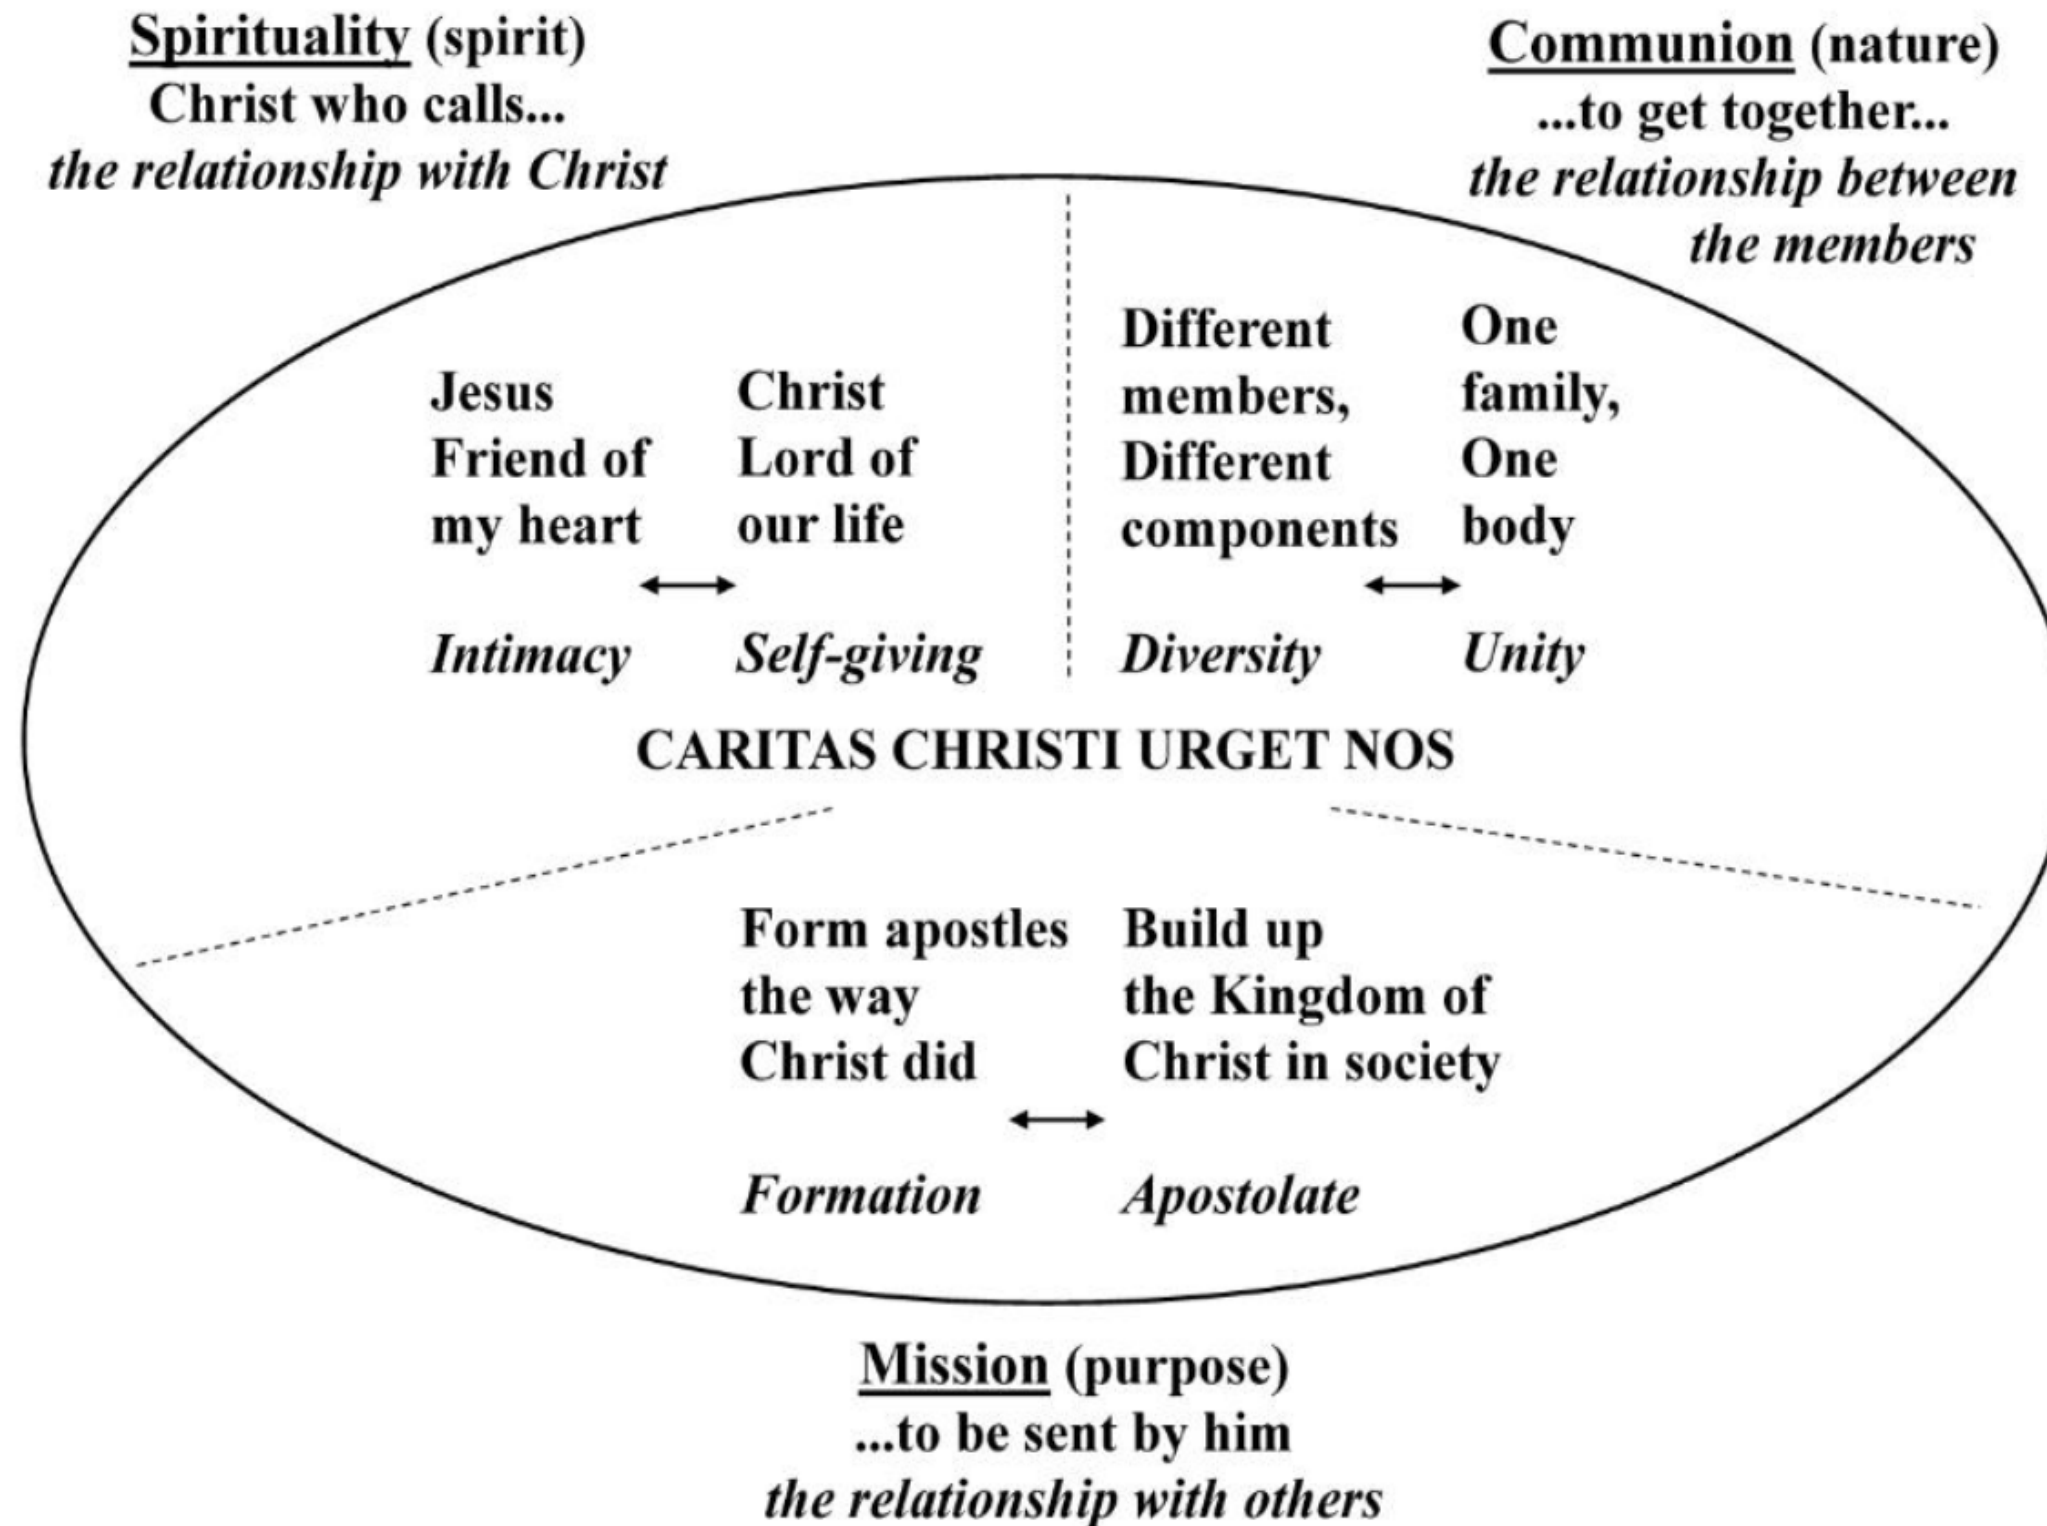 Spirituality (spirit)
Christ who calls...
the relationship with Christ
Communion (nature)
...to get together...
the relationship between
the members
Jesus
Friend of
my heart
Christ
Lord of
our life
Intimacy
Self-giving
Different
members,
Different
components
One
family,
One
body
Diversity
Unity
CARITAS CHRISTI URGET NOS
Form apostles
the way
Christ did
Build up
the Kingdom of
Christ in society
Formation
Apostolate
Mission (purpose)
...to be sent by him
the relationship with others